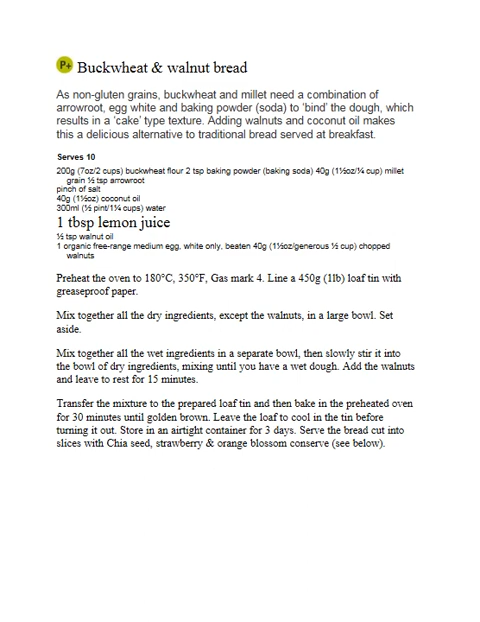 P+ Buckwheat & walnut bread
As non-gluten grains, buckwheat and millet need a combination of
arrowroot, egg white and baking powder (soda) to ‘bind’ the dough, which
results in a ‘cake’ type texture. Adding walnuts and coconut oil makes
this a delicious alternative to traditional bread served at breakfast.
Serves 10
200g (7oz/2 cups) buckwheat flour 2 tsp baking powder (baking soda) 40g (1½oz/¼ cup) millet
grain ½ tsp arrowroot
pinch of salt
40g (1½oz) coconut oil
300ml (½ pint/1¼ cups) water
1 tbsp lemon juice
½ tsp walnut oil
1 organic free-range medium egg, white only, beaten 40g (1½oz/generous ½ cup) chopped
walnuts
Preheat the oven to 180°C, 350°F, Gas mark 4. Line a 450g (1lb) loaf tin with
greaseproof paper.
Mix together all the dry ingredients, except the walnuts, in a large bowl. Set
aside.
Mix together all the wet ingredients in a separate bowl, then slowly stir it into
the bowl of dry ingredients, mixing until you have a wet dough. Add the walnuts
and leave to rest for 15 minutes.
Transfer the mixture to the prepared loaf tin and then bake in the preheated oven
for 30 minutes until golden brown. Leave the loaf to cool in the tin before
turning it out. Store in an airtight container for 3 days. Serve the bread cut into
slices with Chia seed, strawberry & orange blossom conserve (see below).